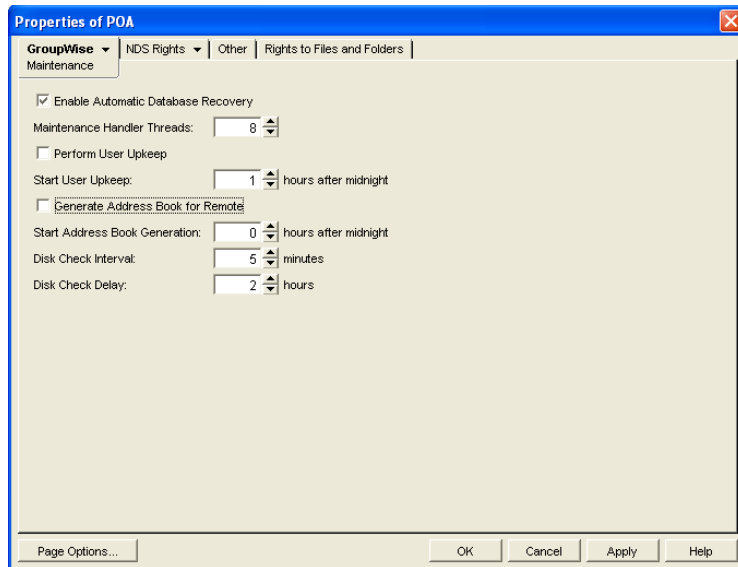 Properties of POA
GroupWise NDS Rights Other Rights to Files and Folders
Maintenance
Enable Automatic Database Recovery
Maintenance Handler Threads: 8
Perform User Upkeep
Start User Upkeep: 1 hours after midnight
Generate Address Book for Remote
Start Address Book Generation: 0 hours after midnight
Disk Check Interval: 5 minutes
Disk Check Delay: 2 hours
Page Options... OK Cancel Apply Help